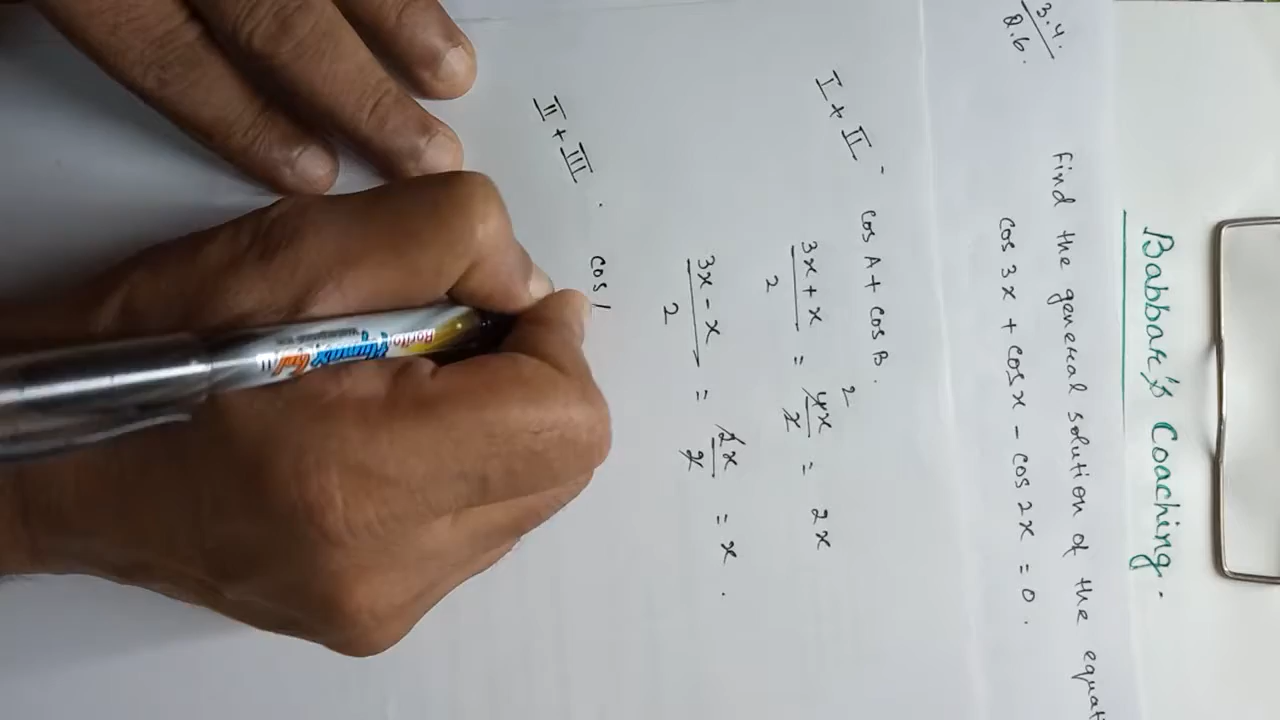 Babbar's Coaching.
3.4.
Q.6.
Find the general solution of the equat
cos 3x + cos x - cos 2x = 0.
I + II - cos A + cos B.
3x + x / 2 = 4x / 2 = 2x
2
3x - x / 2 = 2x / 2 = x.
II + III. cos